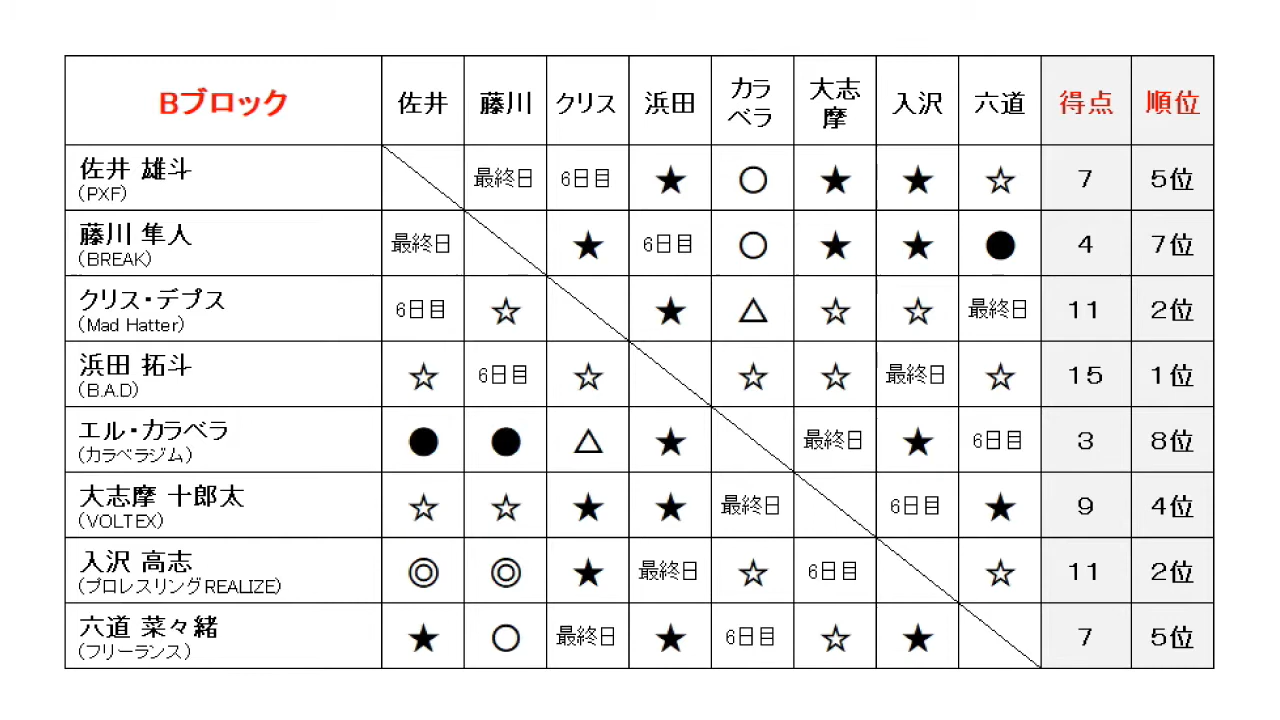 Bブロック 佐井 藤川 クリス 浜田 カラベラ 大志摩 入沢 六道 得点 順位
佐井 雄斗 最終日 6日目 ★ ○ ★ ★ ☆ 7 5位
(PXF)
藤川 隼人 最終日 ★ 6日目 ○ ★ ★ ● 4 7位
(BREAK)
クリス・デプス 6日目 ☆ ★ △ ☆ ☆ 最終日 11 2位
(Mad Hatter)
浜田 拓斗 ☆ 6日目 ☆ ☆ ☆ 最終日 ☆ 15 1位
(B.A.D)
エル・カラベラ ● ● △ ★ 最終日 ★ 6日目 3 8位
(カラベラジム)
大志摩 十郎太 ☆ ☆ ★ ★ 最終日 6日目 ★ 9 4位
(VOLTEX)
入沢 高志 ◎ ◎ ★ 最終日 ☆ 6日目 ☆ 11 2位
(プロレスリングREALIZE)
六道 菜々緒 ★ ○ 最終日 ★ 6日目 ☆ ★ 7 5位
(フリーランス)